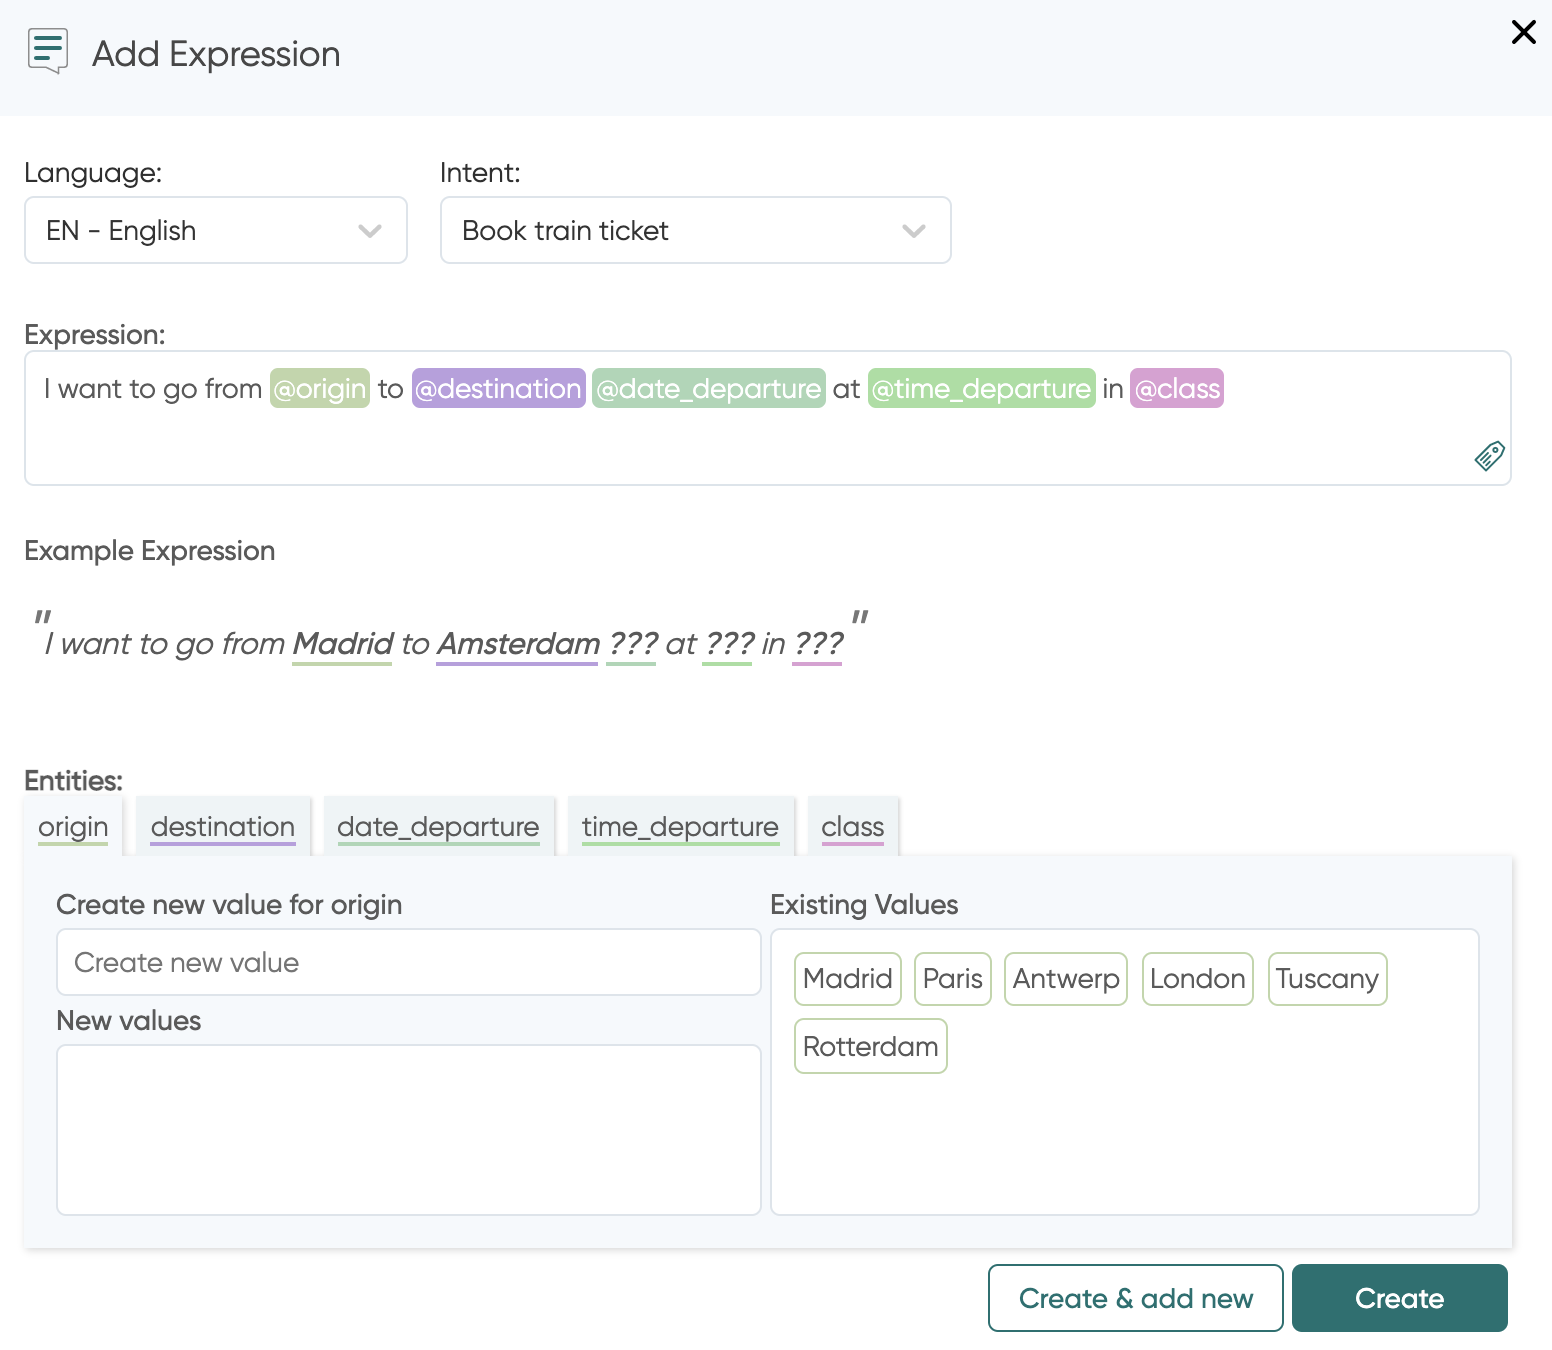 Add Expression
Language:
Intent:
EN - English
Book train ticket
Expression:
I want to go from @origin to @destination @date_departure at @time_departure in @class
Example Expression
"I want to go from Madrid to Amsterdam ??? at ??? in ???"
Entities:
origin destination date_departure time_departure class
Create new value for origin
Existing Values
Create new value
Madrid Paris Antwerp London Tuscany
Rotterdam
New values
Create & add new
Create